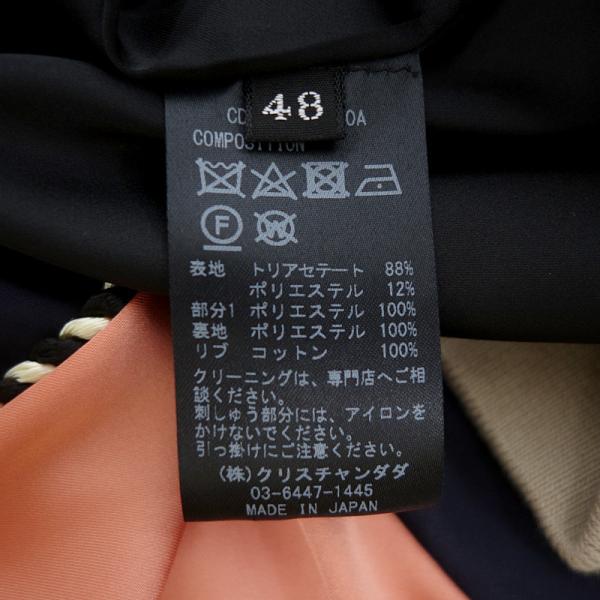 48
COMPOSITION
F
W
表地 トリアセテート 88%
ポリエステル 12%
部分1 ポリエステル 100%
裏地 ポリエステル 100%
リブ コットン 100%
クリーニングは、専門店へご相
談ください。
刺しゅう部分には、アイロンを
かけないでください。
引っ掛けにご注意ください。
(株)クリスチャンダダ
03-6447-1445
MADE IN JAPAN